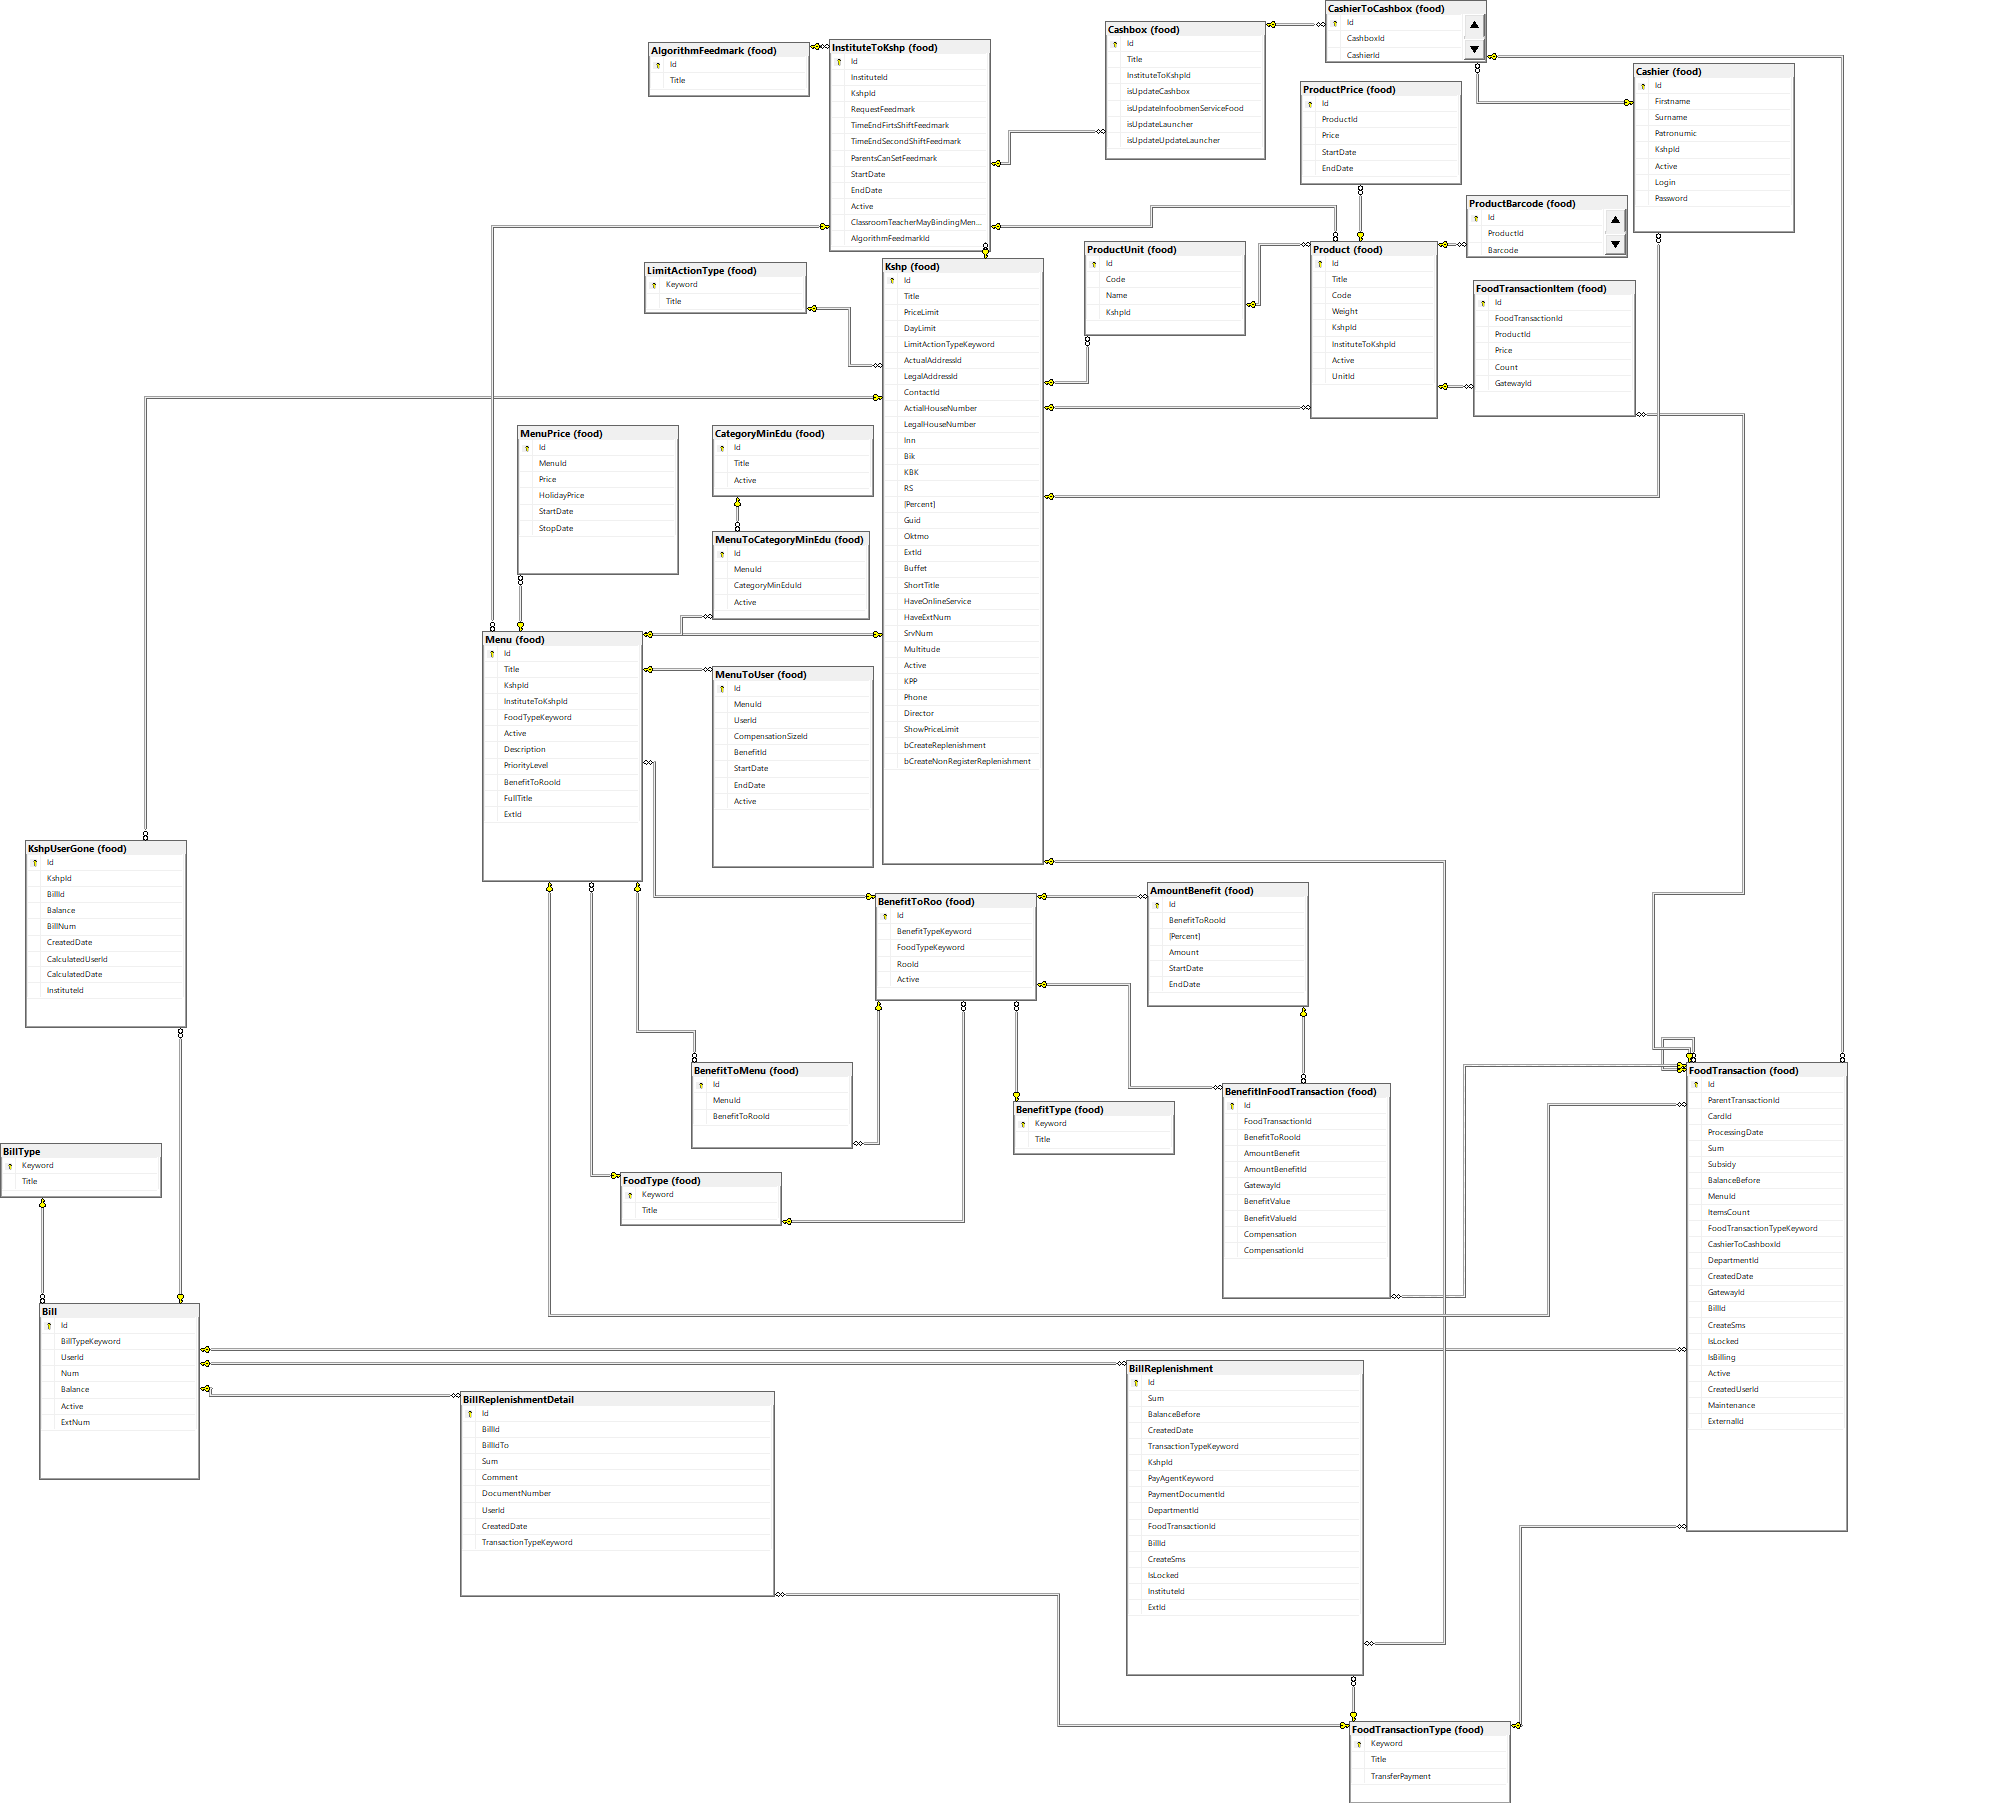 CashierToCashbox (food)
Id
CashboxId
CashierId
Cashbox (food)
Id
Title
InstituteToKshpId
isUpdateCashbox
isUpdateInfoobmenServiceFood
isUpdateLauncher
isUpdateUpdateLauncher
AlgorithmFeedmark (food)
Id
Title
InstituteToKshp (food)
Id
InstituteId
KshpId
RequestFeedmark
TimeEndFirtsShiftFeedmark
TimeEndSecondShiftFeedmark
ParentsCanSetFeedmark
StartDate
EndDate
Active
ClassroomTeacherMayBindingMen...
AlgorithmFeedmarkId
Cashier (food)
Id
Firstname
Surname
Patronumic
KshpId
Active
Login
Password
ProductPrice (food)
Id
ProductId
Price
StartDate
EndDate
ProductBarcode (food)
Id
ProductId
Barcode
ProductUnit (food)
Id
Code
Name
KshpId
Product (food)
Id
Title
Code
Weight
KshpId
InstituteToKshpId
Active
UnitId
LimitActionType (food)
Keyword
Title
Kshp (food)
Id
Title
PriceLimit
DayLimit
LimitActionTypeKeyword
ActualAddressId
LegalAddressId
ContactId
ActialHouseNumber
LegalHouseNumber
Inn
Bik
KBK
RS
[Percent]
Guid
Oktmo
ExtId
Buffet
ShortTitle
HaveOnlineService
HaveExtNum
SrvNum
Multitude
Active
KPP
Phone
Director
ShowPriceLimit
bCreateReplenishment
bCreateNonRegisterReplenishment
FoodTransactionItem (food)
Id
FoodTransactionId
ProductId
Price
Count
GatewayId
MenuPrice (food)
Id
MenuId
Price
HolidayPrice
StartDate
StopDate
CategoryMinEdu (food)
Id
Title
Active
MenuToCategoryMinEdu (food)
Id
MenuId
CategoryMinEduId
Active
Menu (food)
Id
Title
KshpId
InstituteToKshpId
FoodTypeKeyword
Active
Description
PriorityLevel
BenefitToRooId
FullTitle
ExtId
MenuToUser (food)
Id
MenuId
UserId
CompensationSizeId
BenefitId
StartDate
EndDate
Active
KshpUserGone (food)
Id
KshpId
BillId
Balance
BillNum
CreatedDate
CalculatedUserId
CalculatedDate
InstituteId
BenefitToRoo (food)
Id
BenefitTypeKeyword
FoodTypeKeyword
RooId
Active
AmountBenefit (food)
Id
BenefitToRooId
[Percent]
Amount
StartDate
EndDate
BenefitToMenu (food)
Id
MenuId
BenefitToRooId
BenefitType (food)
Keyword
Title
BenefitInFoodTransaction (food)
Id
FoodTransactionId
BenefitToRooId
AmountBenefit
AmountBenefitId
GatewayId
BenefitValue
BenefitValueId
Compensation
CompensationId
FoodTransaction (food)
Id
ParentTransactionId
CardId
ProcessingDate
Sum
Subsidy
BalanceBefore
MenuId
ItemsCount
FoodTransactionTypeKeyword
CashierToCashboxId
DepartmentId
CreatedDate
GatewayId
BillId
CreateSms
IsLocked
IsBilling
Active
CreatedUserId
Maintenance
ExternalId
BillType
Keyword
Title
FoodType (food)
Keyword
Title
Bill
Id
BillTypeKeyword
UserId
Num
Balance
Active
ExtNum
BillReplenishmentDetail
Id
BillId
BillIdTo
Sum
Comment
DocumentNumber
UserId
CreatedDate
TransactionTypeKeyword
BillReplenishment
Id
Sum
BalanceBefore
CreatedDate
TransactionTypeKeyword
KshpId
PayAgentKeyword
PaymentDocumentId
DepartmentId
FoodTransactionId
BillId
CreateSms
IsLocked
InstituteId
ExtId
FoodTransactionType (food)
Keyword
Title
TransferPayment